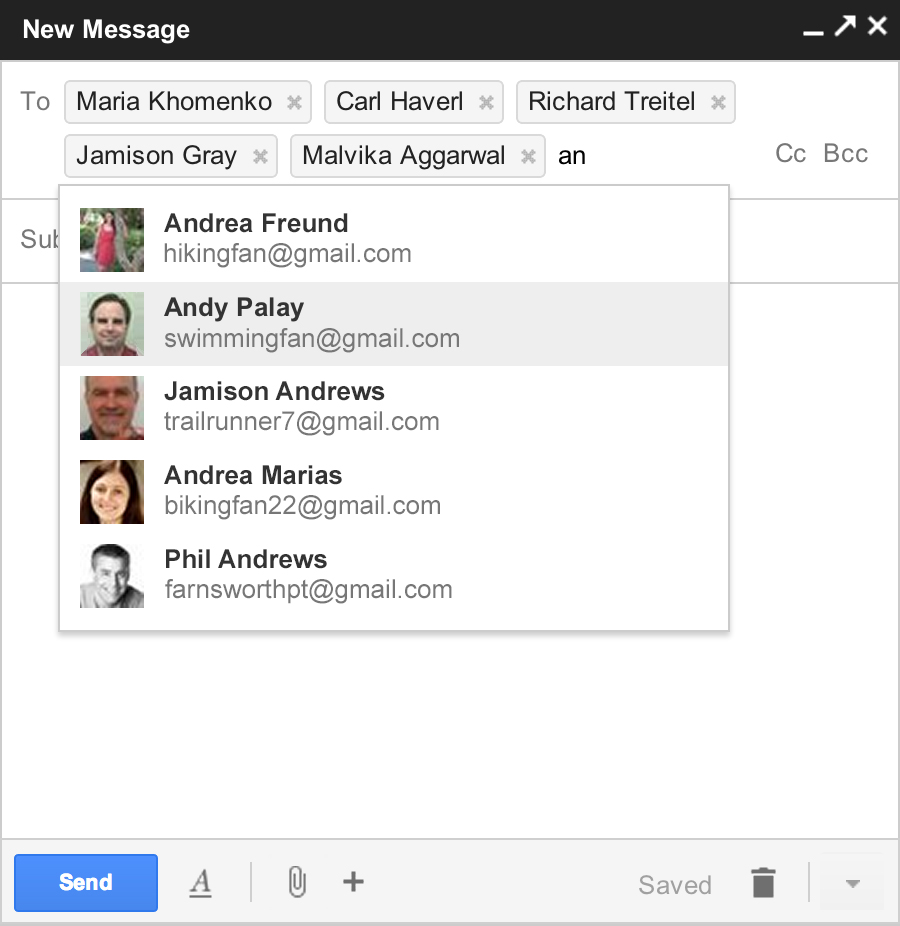 New Message
To Maria Khomenko Carl Haverl Richard Treitel
Jamison Gray Malvika Aggarwal an Cc Bcc
Sub
Andrea Freund
hikingfan@gmail.com
Andy Palay
swimmingfan@gmail.com
Jamison Andrews
trailrunner7@gmail.com
Andrea Marias
bikingfan22@gmail.com
Phil Andrews
farnsworthpt@gmail.com
Send A Saved